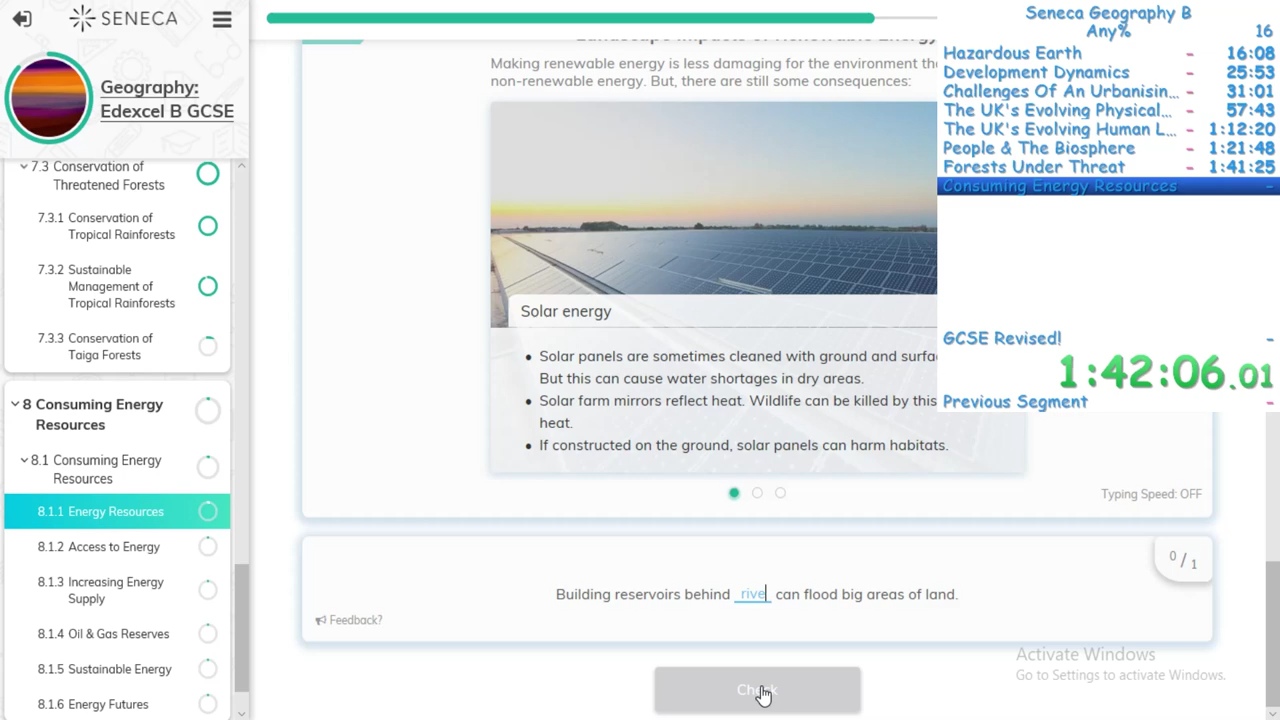 SENECA
Geography:
Edexcel B GCSE
7.3 Conservation of
Threatened Forests
7.3.1 Conservation of
Tropical Rainforests
7.3.2 Sustainable
Management of
Tropical Rainforests
7.3.3 Conservation of
Taiga Forests
8 Consuming Energy
Resources
8.1 Consuming Energy
Resources
8.1.1 Energy Resources
8.1.2 Access to Energy
8.1.3 Increasing Energy
Supply
8.1.4 Oil & Gas Reserves
8.1.5 Sustainable Energy
8.1.6 Energy Futures
Landscape Impacts of Renewable Energy
Making renewable energy is less damaging for the environment th
non-renewable energy. But, there are still some consequences:
Solar energy
• Solar panels are sometimes cleaned with ground and surfa
But this can cause water shortages in dry areas.
• Solar farm mirrors reflect heat. Wildlife can be killed by this
heat.
• If constructed on the ground, solar panels can harm habitats.
Typing Speed: OFF
0 / 1
Building reservoirs behind rive can flood big areas of land.
Feedback?
Check
Activate Windows
Go to Settings to activate Windows.
Seneca Geography B
Any% 16
Hazardous Earth - 16:08
Development Dynamics - 25:53
Challenges Of An Urbanisin... - 31:01
The UK's Evolving Physical... - 57:43
The UK's Evolving Human L... - 1:12:20
People & The Biosphere - 1:21:48
Forests Under Threat - 1:41:25
Consuming Energy Resources -
GCSE Revised! -
1:42:06.01
Previous Segment -